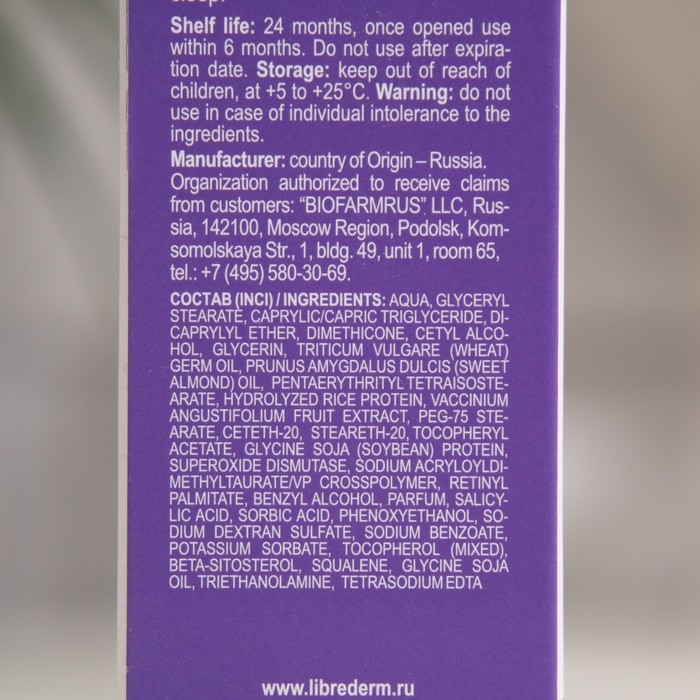 sleep.
Shelf life: 24 months, once opened use
within 6 months. Do not use after expira-
tion date. Storage: keep out of reach of
children, at +5 to +25°C. Warning: do not
use in case of individual intolerance to the
ingredients.
Manufacturer: country of Origin – Russia.
Organization authorized to receive claims
from customers: “BIOFARMRUS” LLC, Rus-
sia, 142100, Moscow Region, Podolsk, Kom-
somolskaya Str., 1, bldg. 49, unit 1, room 65,
tel.: +7 (495) 580-30-69.
СОСТАВ (INCI) / INGREDIENTS: AQUA, GLYCERYL
STEARATE, CAPRYLIC/CAPRIC TRIGLYCERIDE, DI-
CAPRYLYL ETHER, DIMETHICONE, CETYL ALCO-
HOL, GLYCERIN, TRITICUM VULGARE (WHEAT)
GERM OIL, PRUNUS AMYGDALUS DULCIS (SWEET
ALMOND) OIL, PENTAERYTHRITYL TETRAISOSTE-
ARATE, HYDROLYZED RICE PROTEIN, VACCINIUM
ANGUSTIFOLIUM FRUIT EXTRACT, PEG-75 STE-
ARATE, CETETH-20, STEARETH-20, TOCOPHERYL
ACETATE, GLYCINE SOJA (SOYBEAN) PROTEIN,
SUPEROXIDE DISMUTASE, SODIUM ACRYLOYLDI-
METHYLTAURATE/VP CROSSPOLYMER, RETINYL
PALMITATE, BENZYL ALCOHOL, PARFUM, SALICY-
LIC ACID, SORBIC ACID, PHENOXYETHANOL, SO-
DIUM DEXTRAN SULFATE, SODIUM BENZOATE,
POTASSIUM SORBATE, TOCOPHEROL (MIXED),
BETA-SITOSTEROL, SQUALENE, GLYCINE SOJA
OIL, TRIETHANOLAMINE, TETRASODIUM EDTA
www.librederm.ru